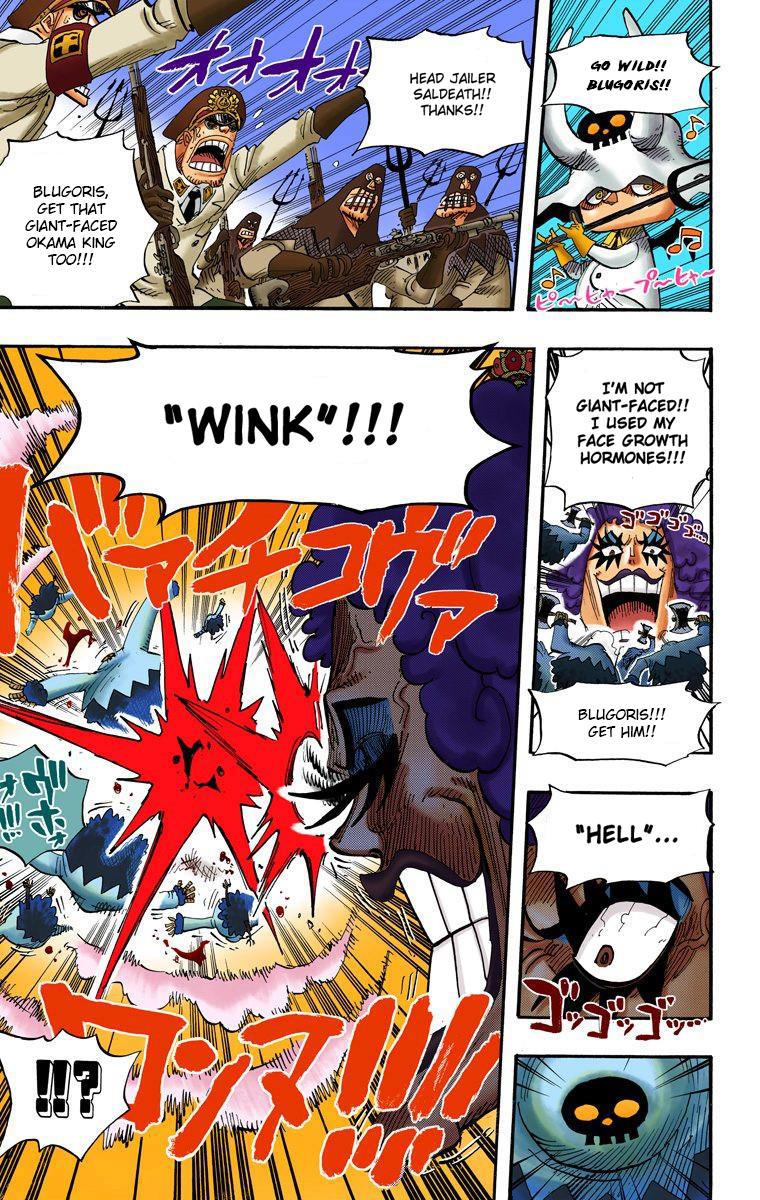 GO WILD!!
BLUGORIS!!
ピ〜ヒャープ〜ヒャ〜
HEAD JAILER
SALDEATH!!
THANKS!!
オオオオ
BLUGORIS,
GET THAT
GIANT-FACED
OKAMA KING
TOO!!!
I'M NOT
GIANT-FACED!!
I USED MY
FACE GROWTH
HORMONES!!!
ゴゴゴゴ...
BLUGORIS!!!
GET HIM!!
"HELL"...
ゴッゴッゴッ...
"WINK"!!!
バァチコヴァ
ヴォオ!!!
ワンヌ!!!!
!!?